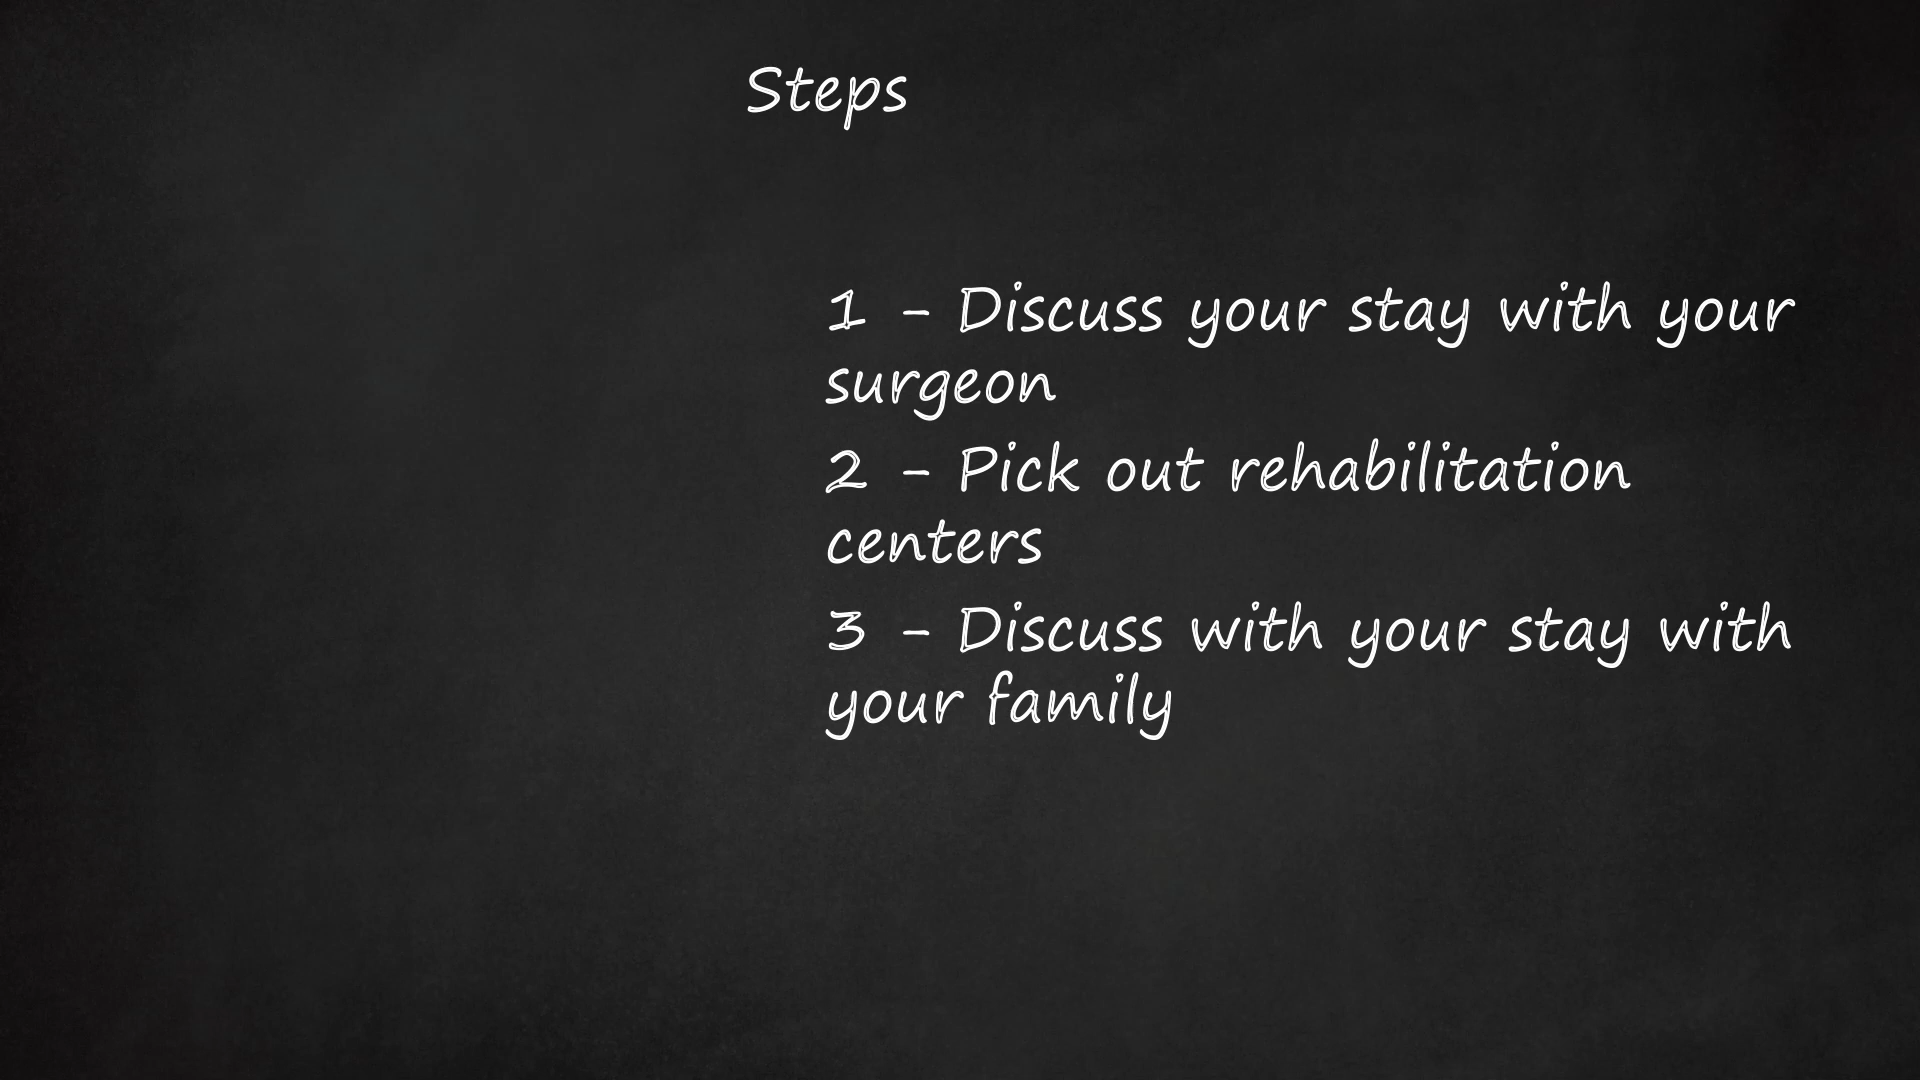 Steps
1 - Discuss your stay with your
surgeon
2 - Pick out rehabilitation
centers
3 - Discuss with your stay with
your family